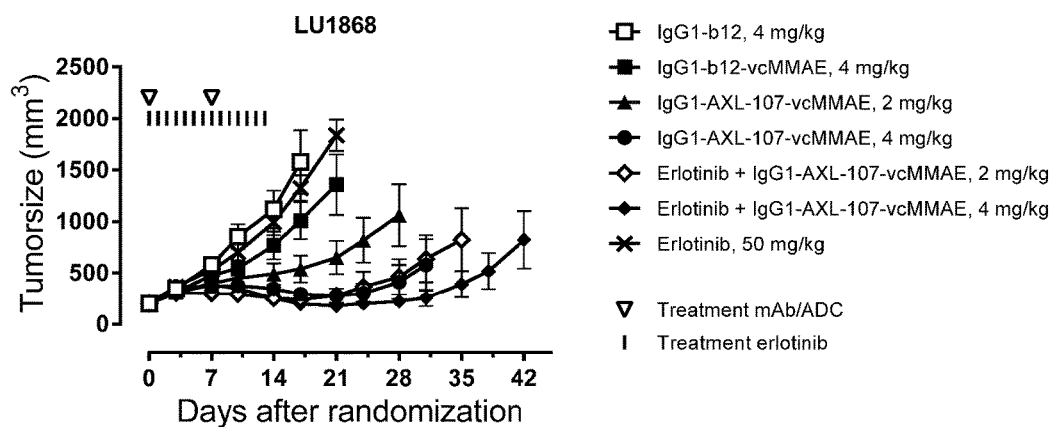 LU1868
Tumorsize (mm³)
2500
2000
1500
1000
500
0
0 7 14 21 28 35 42
Days after randomization
IgG1-b12, 4 mg/kg
IgG1-b12-vcMMAE, 4 mg/kg
IgG1-AXL-107-vcMMAE, 2 mg/kg
IgG1-AXL-107-vcMMAE, 4 mg/kg
Erlotinib + IgG1-AXL-107-vcMMAE, 2 mg/kg
Erlotinib + IgG1-AXL-107-vcMMAE, 4 mg/kg
Erlotinib, 50 mg/kg
Treatment mAb/ADC
Treatment erlotinib